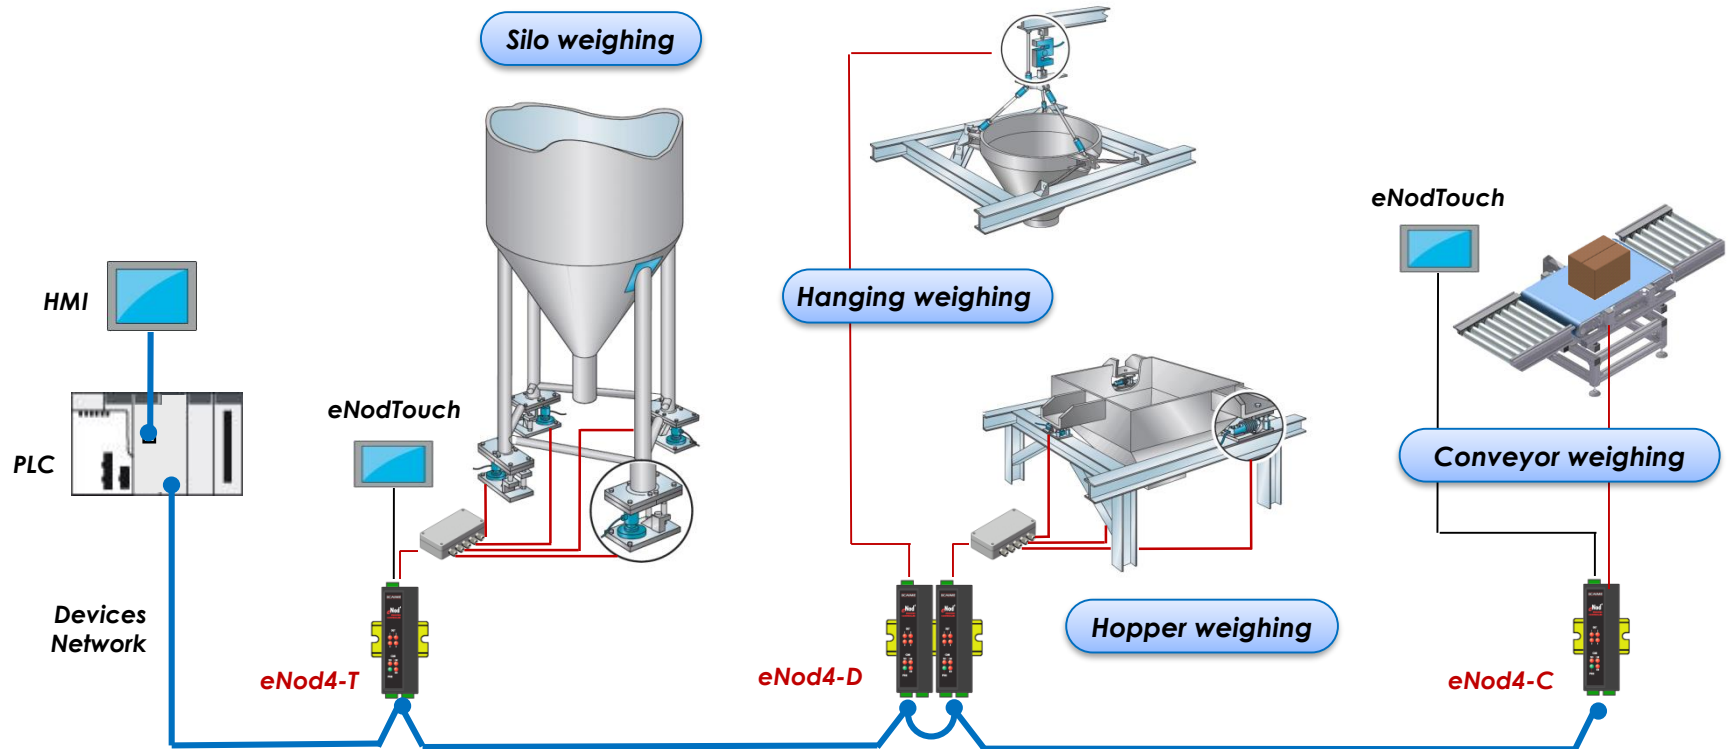 Silo weighing
eNodTouch
HMI
Hanging weighing
eNodTouch
PLC
Conveyor weighing
Devices
Network
Hopper weighing
eNod4-T
eNod4-D
eNod4-C